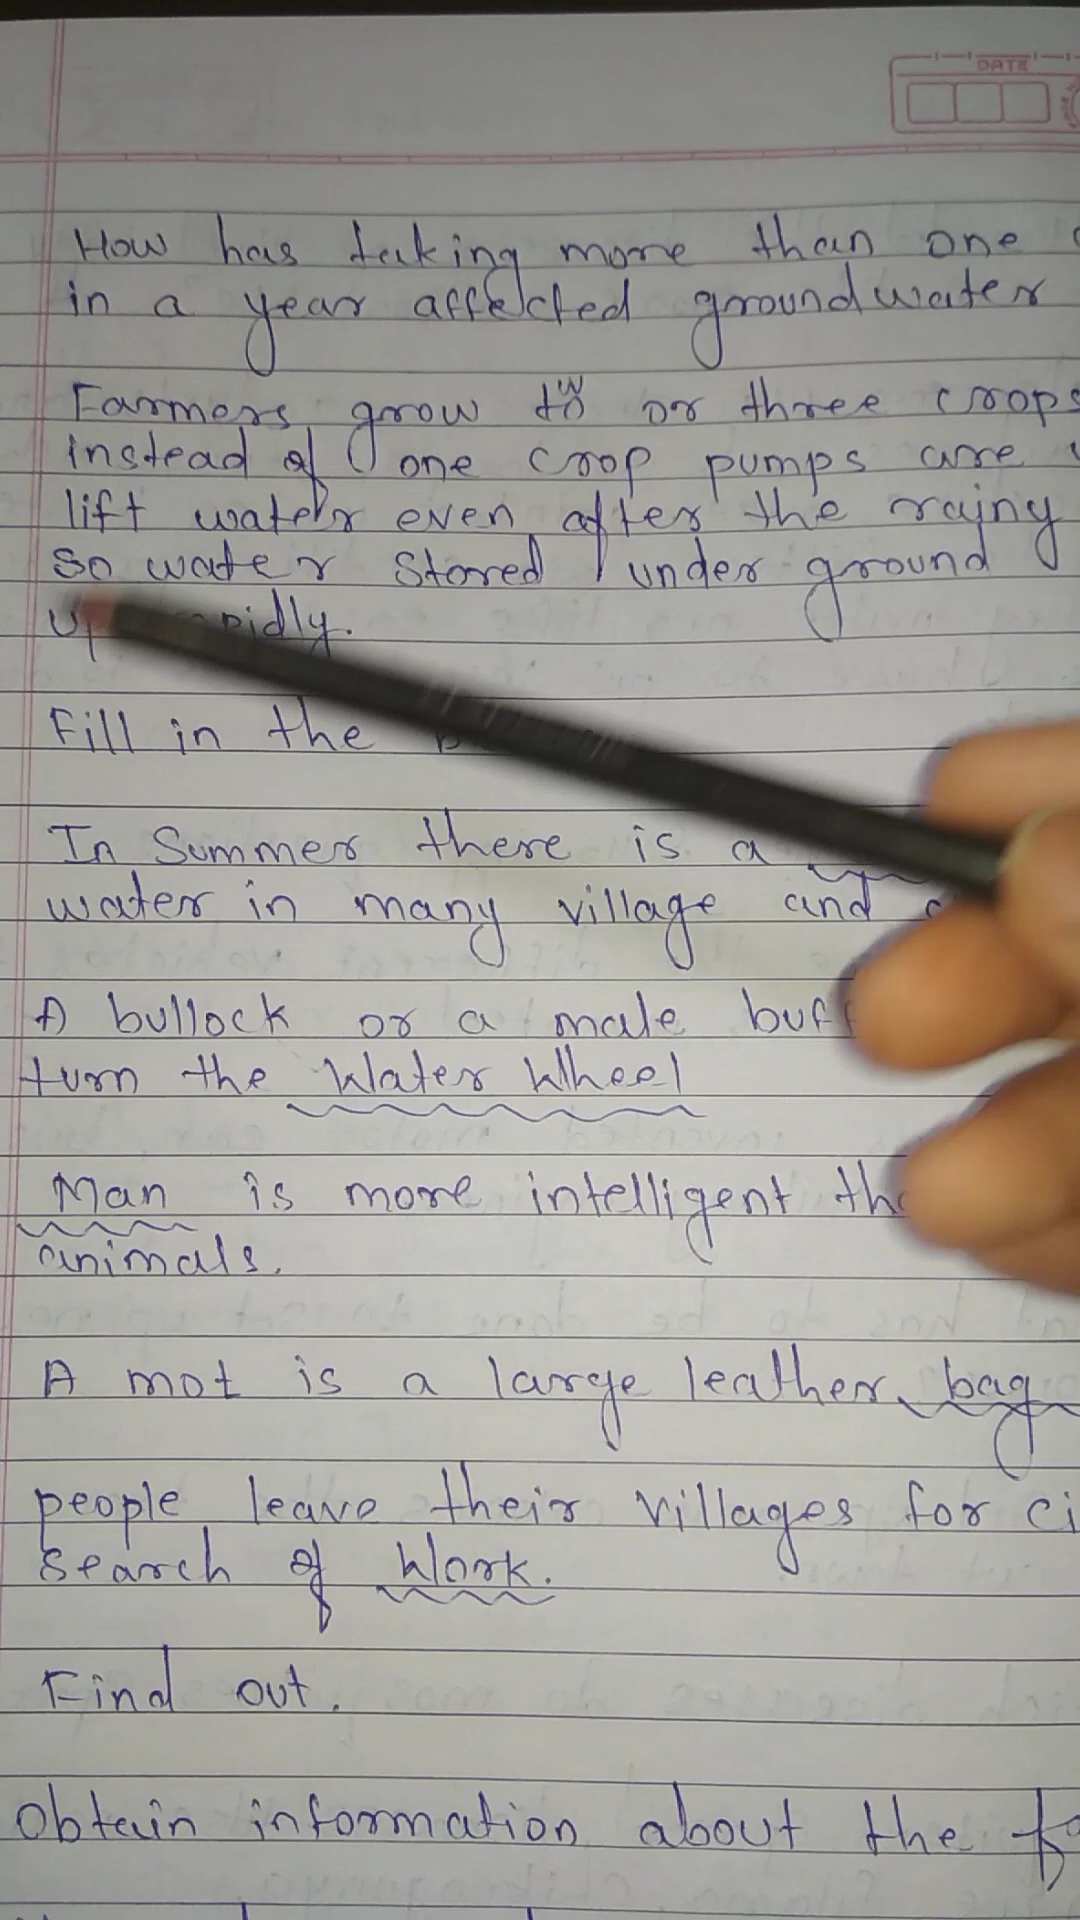 DATE
How has taking more than one
in a year affected groundwater
Farmers grow two or three crops
instead of one crop pumps are
lift water even after the rainy
so water stored under ground
up rapidly.
Fill in the
In Summer there is a
water in many village and
A bullock or a male
turn the Water Wheel
Man is more intelligent
animals.
A mot is a large leather bag
people leave their villages for
search of Work.
Find out.
obtain information about the